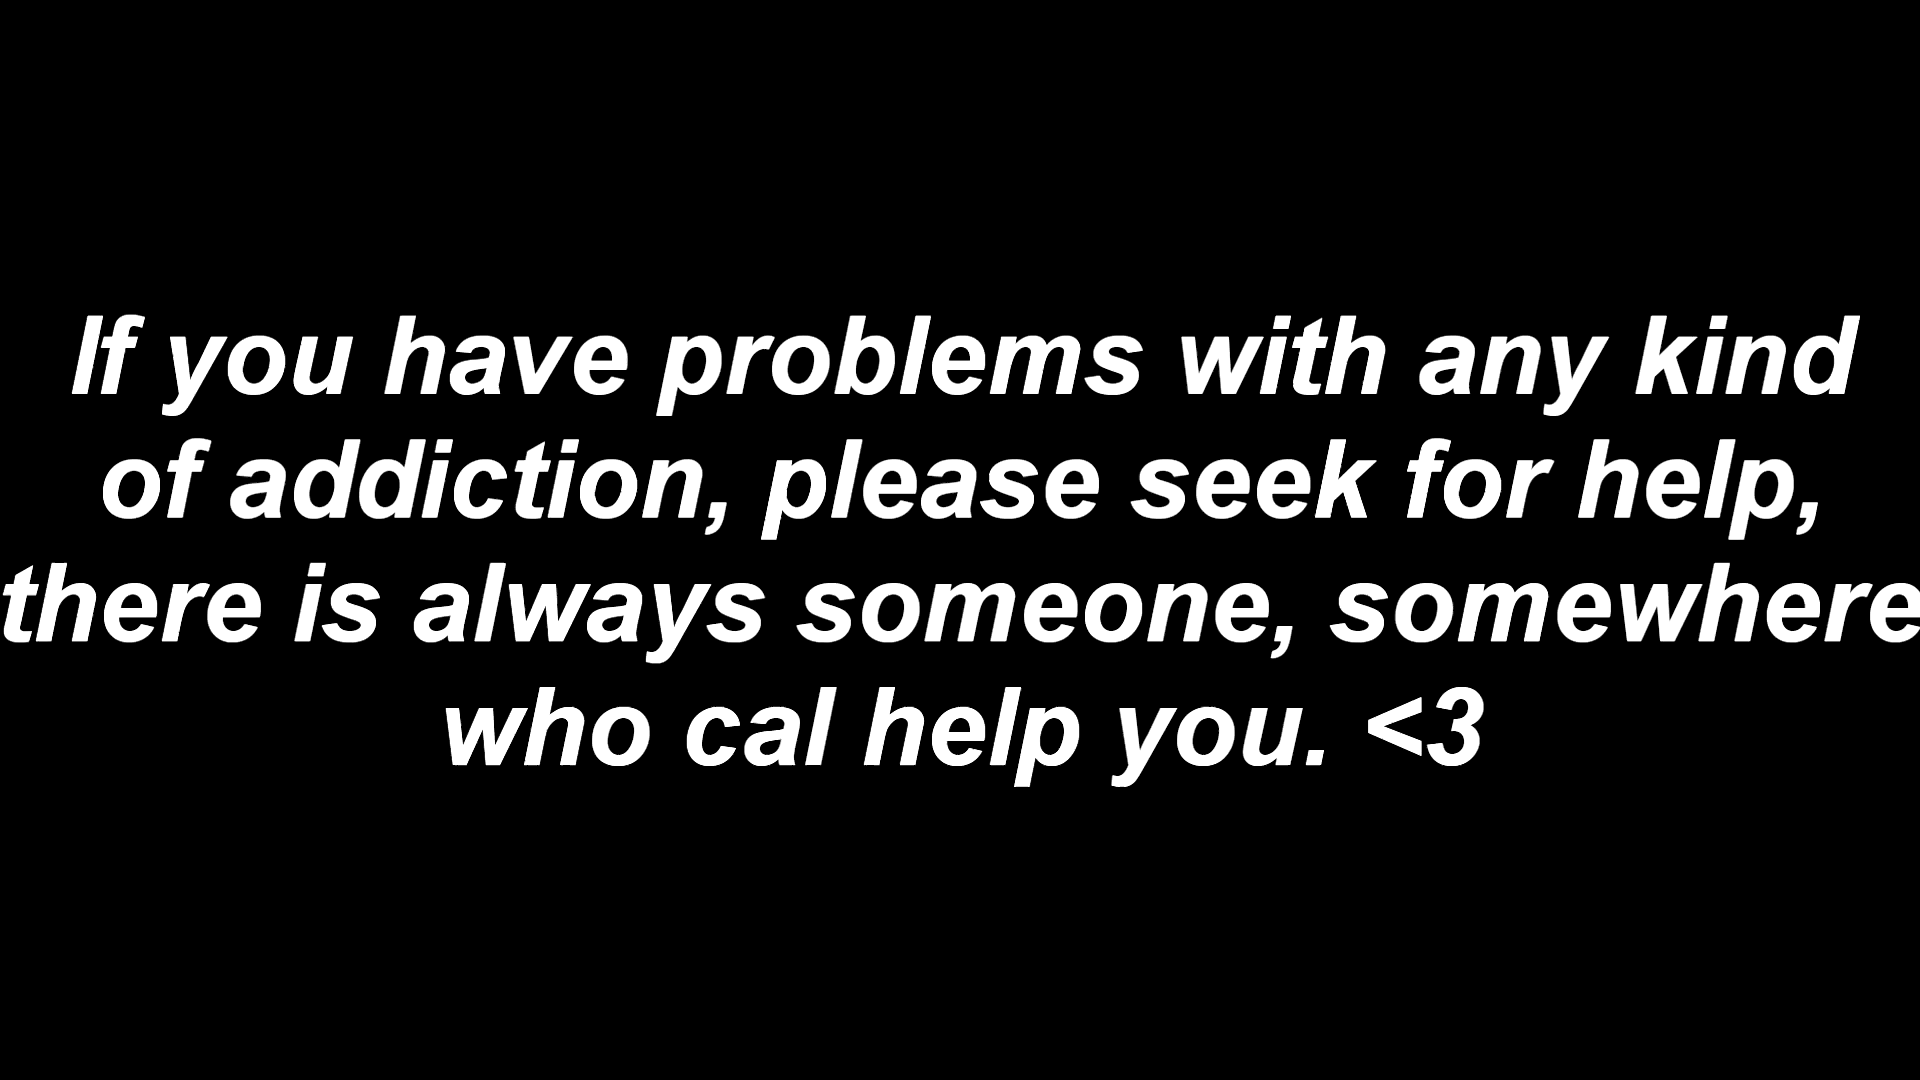 If you have problems with any kind
of addiction, please seek for help,
there is always someone, somewhere
who cal help you. <3